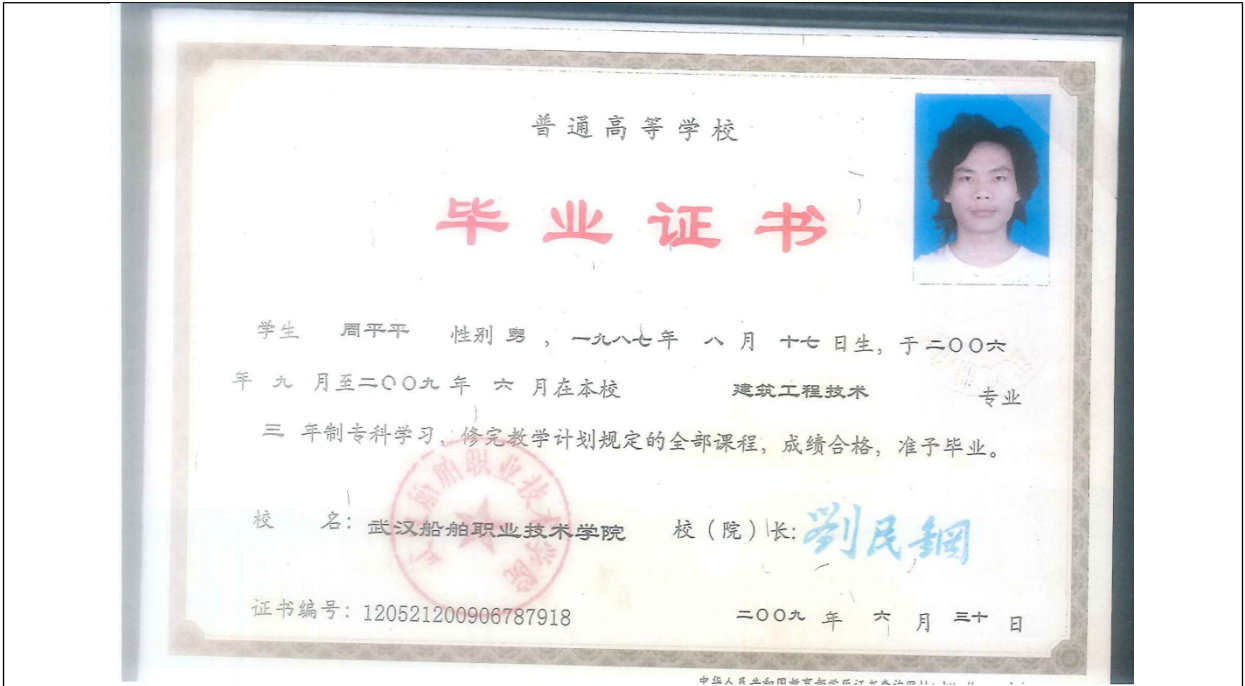 普通高等学校
毕业证书
学生 周平平 性别 男 ，一九八七年 八 月 十七 日生，于二〇〇六
年 九 月至二〇〇九 年 六 月在本校 建筑工程技术 专业
三 年制专科学习，修完教学计划规定的全部课程，成绩合格，准予毕业。
校 名：武汉船舶职业技术学院 校（院）长：劉民鋼
证书编号：120521200906787918 二〇〇九 年 六 月 三十 日